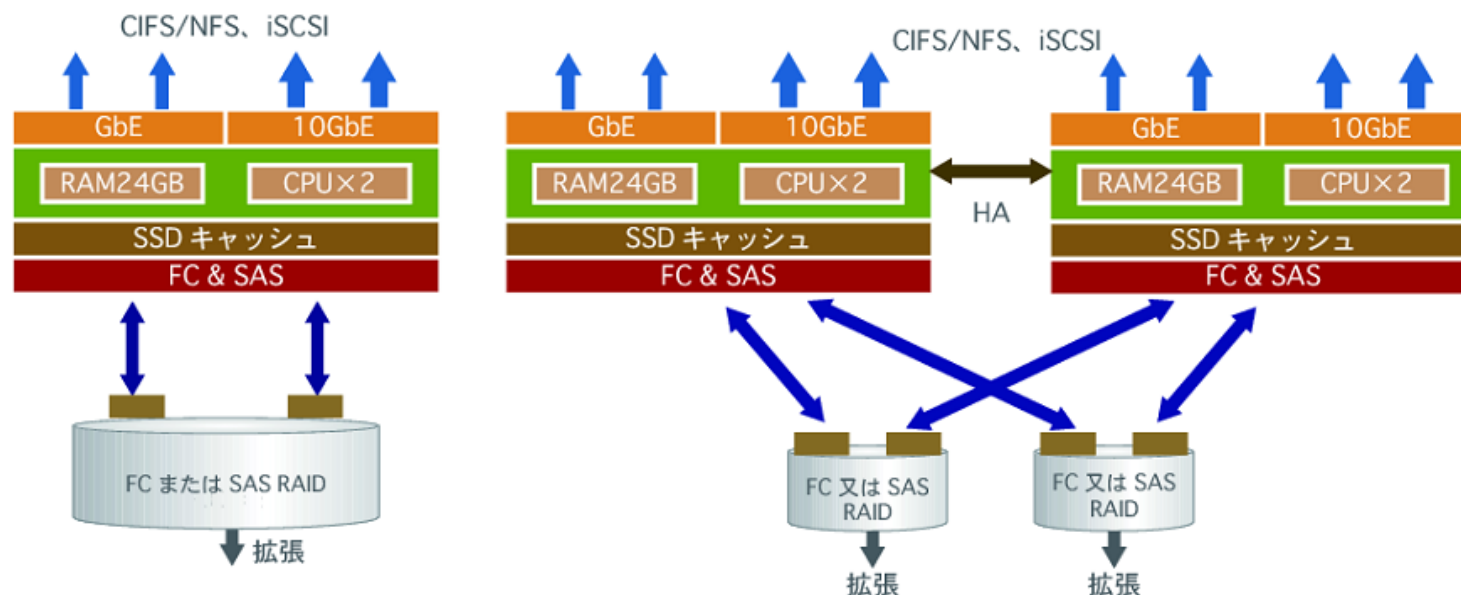 CIFS/NFS、iSCSI
GbE
10GbE
RAM24GB
CPU×2
SSD キャッシュ
FC & SAS
FC または SAS RAID
拡張
CIFS/NFS、iSCSI
GbE
10GbE
RAM24GB
CPU×2
SSD キャッシュ
FC & SAS
HA
GbE
10GbE
RAM24GB
CPU×2
SSD キャッシュ
FC & SAS
FC 又は SAS
RAID
拡張
FC 又は SAS
RAID
拡張